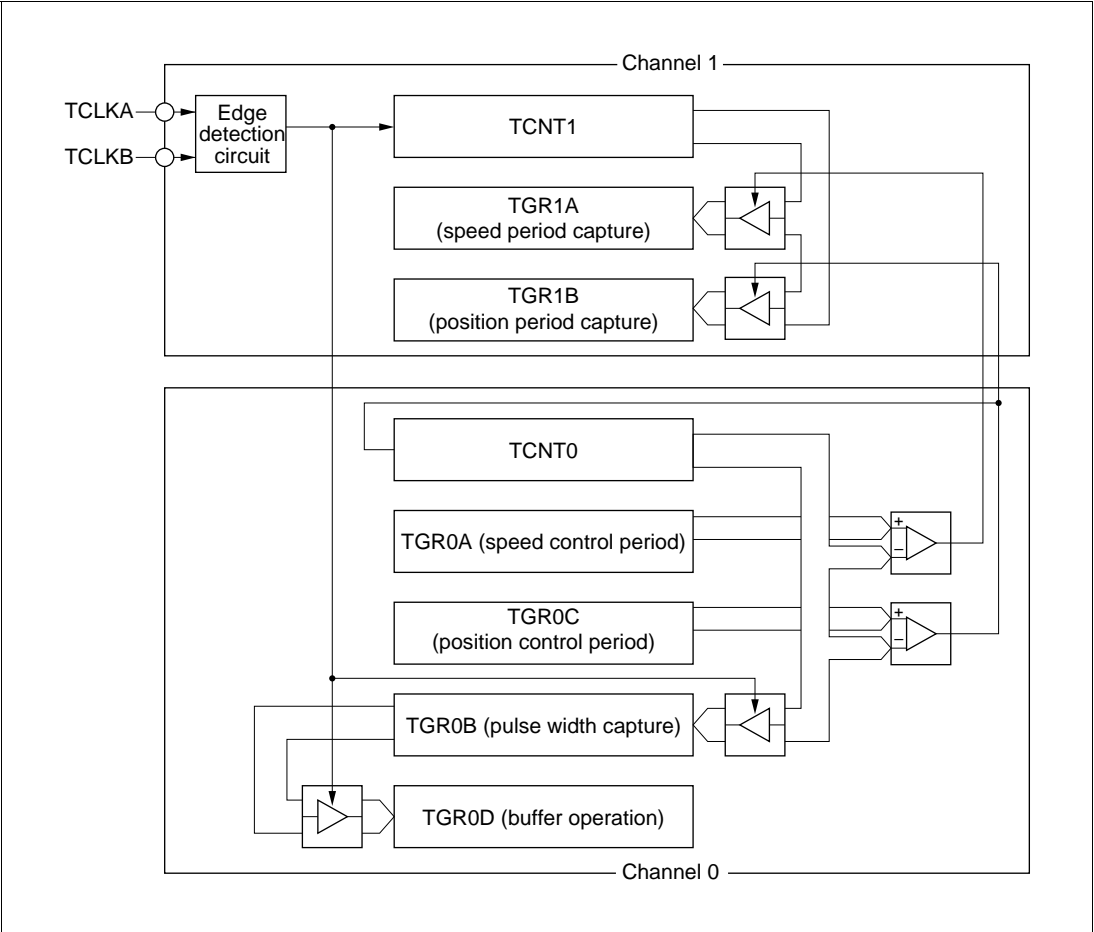 Channel 1
TCLKA
TCLKB
Edge
detection
circuit
TCNT1
TGR1A
(speed period capture)
TGR1B
(position period capture)
TCNT0
TGR0A (speed control period)
+
–
TGR0C
(position control period)
+
–
TGR0B (pulse width capture)
TGR0D (buffer operation)
Channel 0